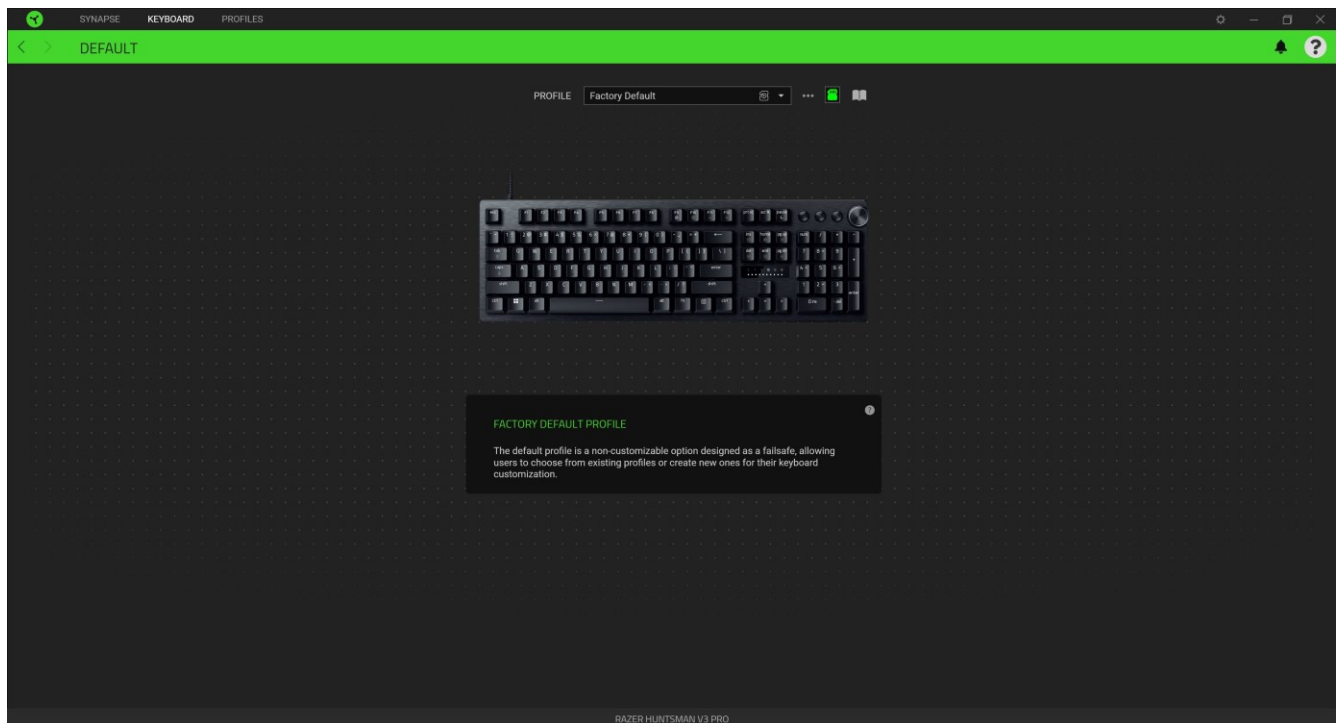 SYNAPSE KEYBOARD PROFILES
DEFAULT
PROFILE Factory Default
FACTORY DEFAULT PROFILE
The default profile is a non-customizable option designed as a failsafe, allowing
users to choose from existing profiles or create new ones for their keyboard
customization.
RAZER HUNTSMAN V3 PRO